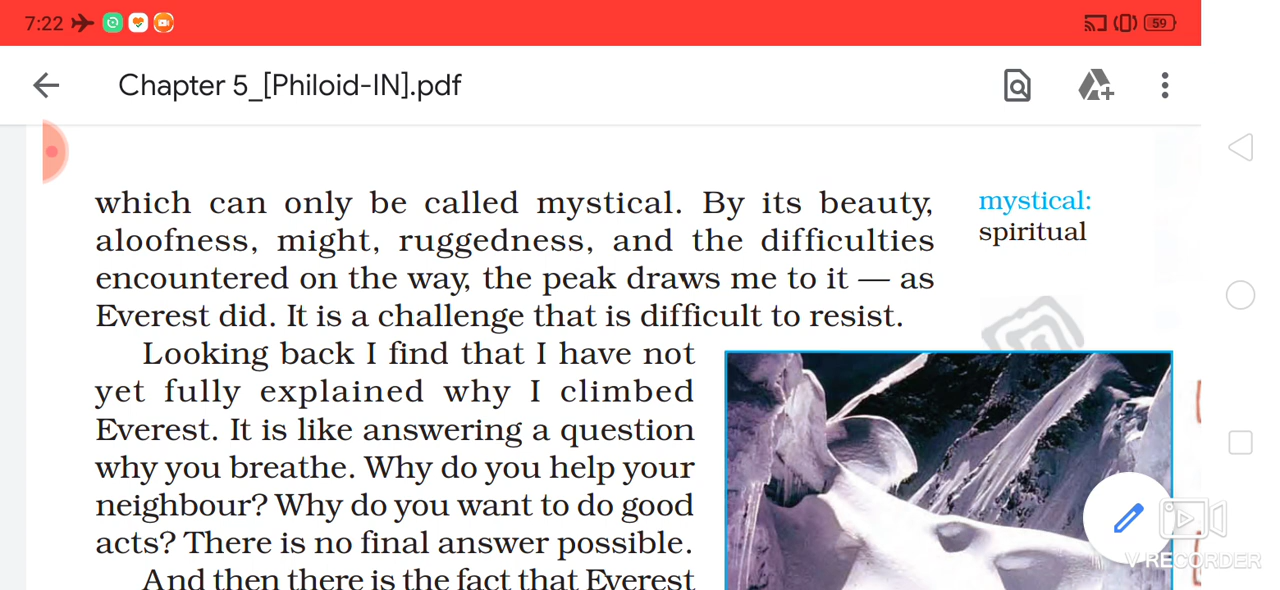 7:22
59
Chapter 5_[Philoid-IN].pdf
which can only be called mystical. By its beauty,
aloofness, might, ruggedness, and the difficulties
encountered on the way, the peak draws me to it — as
Everest did. It is a challenge that is difficult to resist.
mystical:
spiritual
Looking back I find that I have not
yet fully explained why I climbed
Everest. It is like answering a question
why you breathe. Why do you help your
neighbour? Why do you want to do good
acts? There is no final answer possible.
And then there is the fact that Everest
V RECORDER